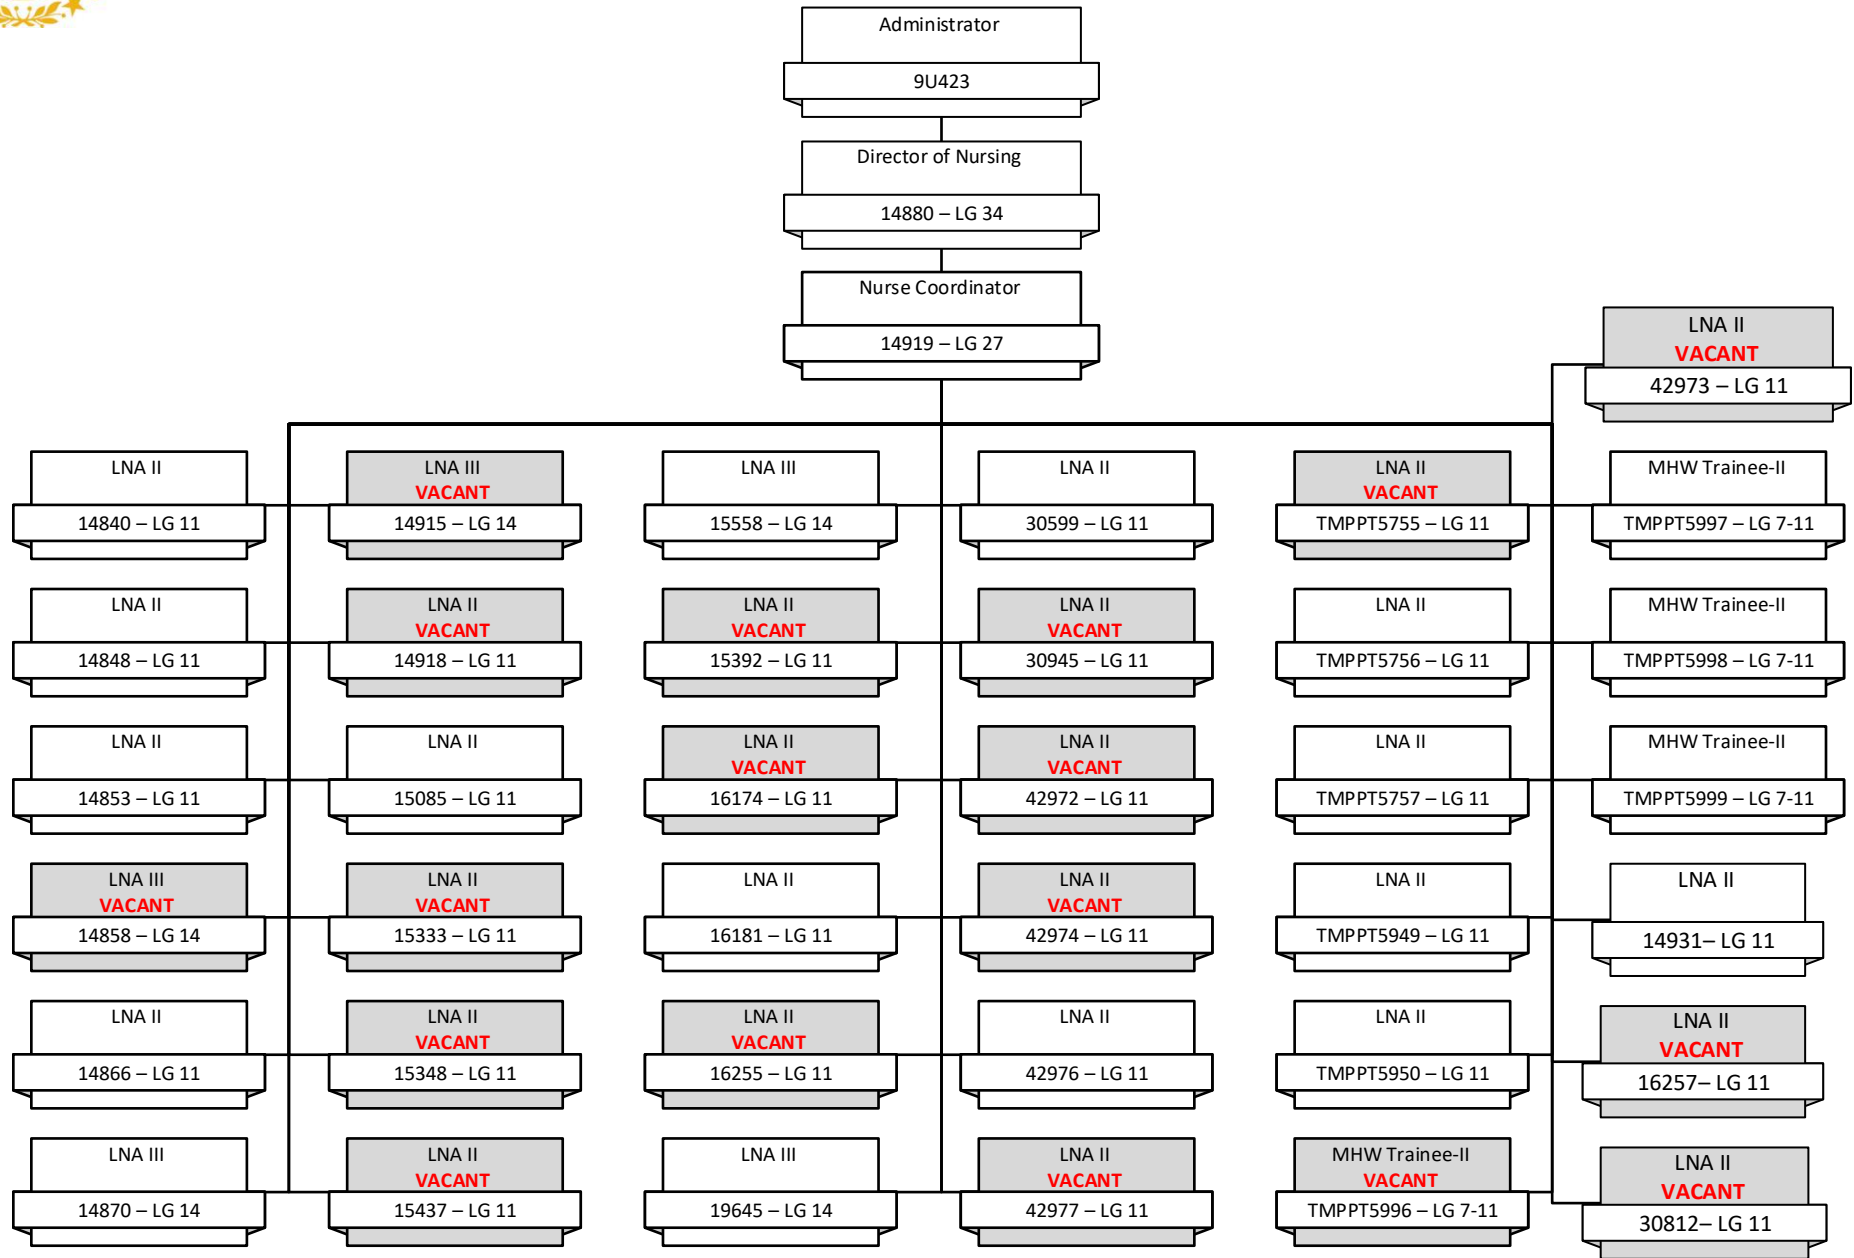 Administrator
9U423
Director of Nursing
14880 – LG 34
Nurse Coordinator
14919 – LG 27
LNA II
VACANT
42973 – LG 11
LNA II
14840 – LG 11
LNA III
VACANT
14915 – LG 14
LNA III
15558 – LG 14
LNA II
30599 – LG 11
LNA II
VACANT
TMPPT5755 – LG 11
MHW Trainee-II
TMPPT5997 – LG 7-11
LNA II
14848 – LG 11
LNA II
VACANT
14918 – LG 11
LNA II
VACANT
15392 – LG 11
LNA II
VACANT
30945 – LG 11
LNA II
TMPPT5756 – LG 11
MHW Trainee-II
TMPPT5998 – LG 7-11
LNA II
14853 – LG 11
LNA II
15085 – LG 11
LNA II
VACANT
16174 – LG 11
LNA II
VACANT
42972 – LG 11
LNA II
TMPPT5757 – LG 11
MHW Trainee-II
TMPPT5999 – LG 7-11
LNA III
VACANT
14858 – LG 14
LNA II
VACANT
15333 – LG 11
LNA II
16181 – LG 11
LNA II
VACANT
42974 – LG 11
LNA II
TMPPT5949 – LG 11
LNA II
14931– LG 11
LNA II
14866 – LG 11
LNA II
VACANT
15348 – LG 11
LNA II
VACANT
16255 – LG 11
LNA II
42976 – LG 11
LNA II
TMPPT5950 – LG 11
LNA II
VACANT
16257– LG 11
LNA III
14870 – LG 14
LNA II
VACANT
15437 – LG 11
LNA III
19645 – LG 14
LNA II
VACANT
42977 – LG 11
MHW Trainee-II
VACANT
TMPPT5996 – LG 7-11
LNA II
VACANT
30812– LG 11